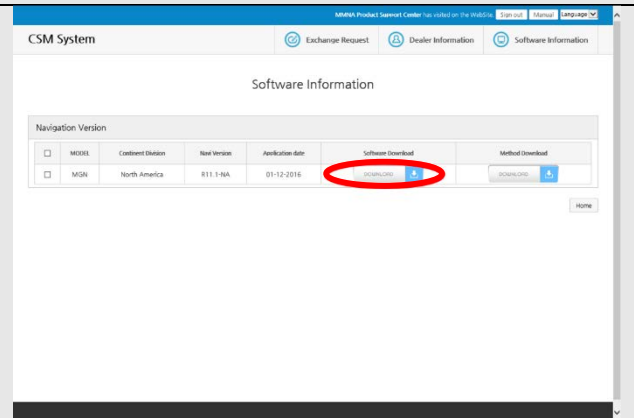 MMNA Product Support Center has visited on the WebSite. Sign out Manual Language
CSM System Exchange Request Dealer Information Software Information
Software Information
Navigation Version
MODEL Continent Division Navi Version Application date Software Download Method Download
MGN North America R11.1-NA 01-12-2016 DOWNLOAD DOWNLOAD
Home